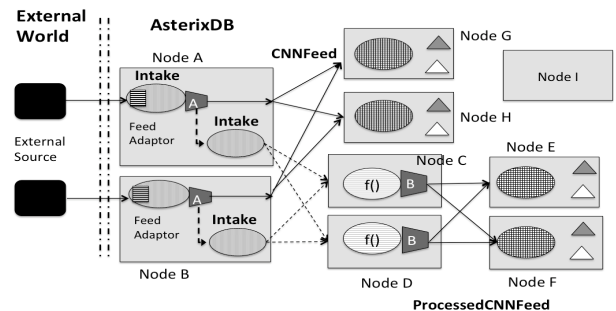 External
World
AsterixDB
Node A
CNNFeed
Node G
Intake
A
Node I
Feed
Adaptor
Intake
Node H
External
Source
Node C
Node E
f()
B
Intake
A
Feed
Adaptor
Intake
f()
B
Node B
Node D
Node F
ProcessedCNNFeed